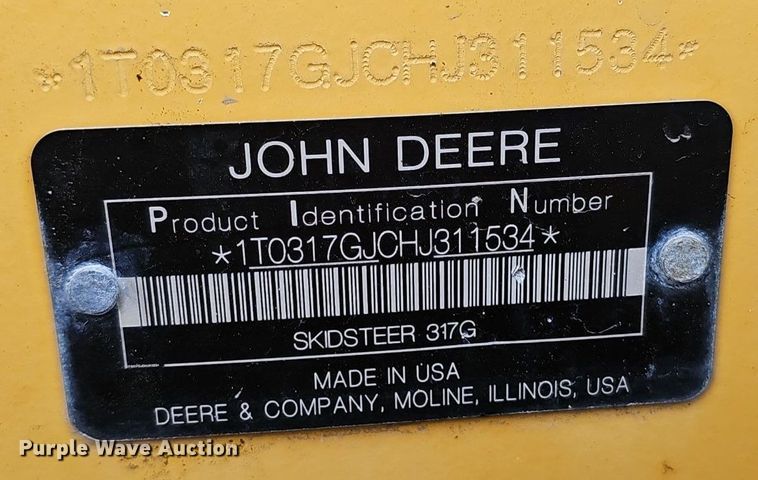 *1T0317GJCHJ311534*
JOHN DEERE
Product Identification Number
*1T0317GJCHJ311534*
SKIDSTEER 317G
MADE IN USA
DEERE & COMPANY, MOLINE, ILLINOIS, USA
Purple Wave Auction